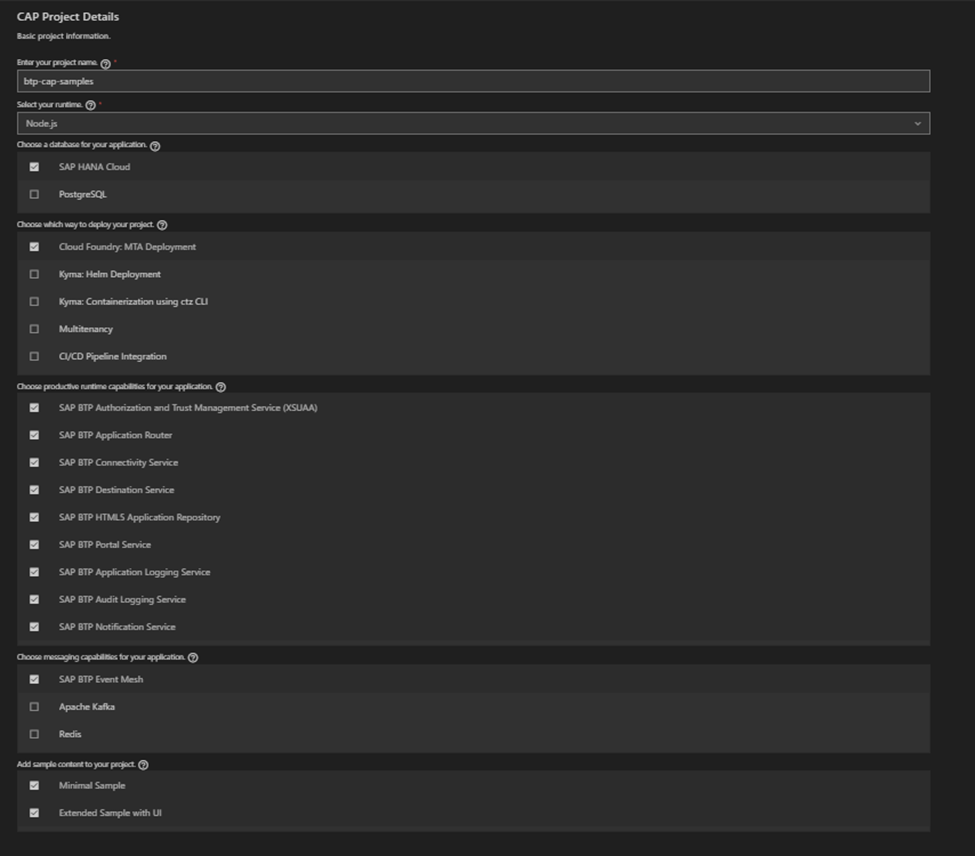 CAP Project Details
Basic project information.
Enter your project name. ? *
btp-cap-samples
Select your runtime. ? *
Node.js
Choose a database for your application. ?
SAP HANA Cloud
PostgreSQL
Choose which way to deploy your project. ?
Cloud Foundry: MTA Deployment
Kyma: Helm Deployment
Kyma: Containerization using ctz CLI
Multitenancy
CI/CD Pipeline Integration
Choose productive runtime capabilities for your application. ?
SAP BTP Authorization and Trust Management Service (XSUAA)
SAP BTP Application Router
SAP BTP Connectivity Service
SAP BTP Destination Service
SAP BTP HTML5 Application Repository
SAP BTP Portal Service
SAP BTP Application Logging Service
SAP BTP Audit Logging Service
SAP BTP Notification Service
Choose messaging capabilities for your application. ?
SAP BTP Event Mesh
Apache Kafka
Redis
Add sample content to your project. ?
Minimal Sample
Extended Sample with UI